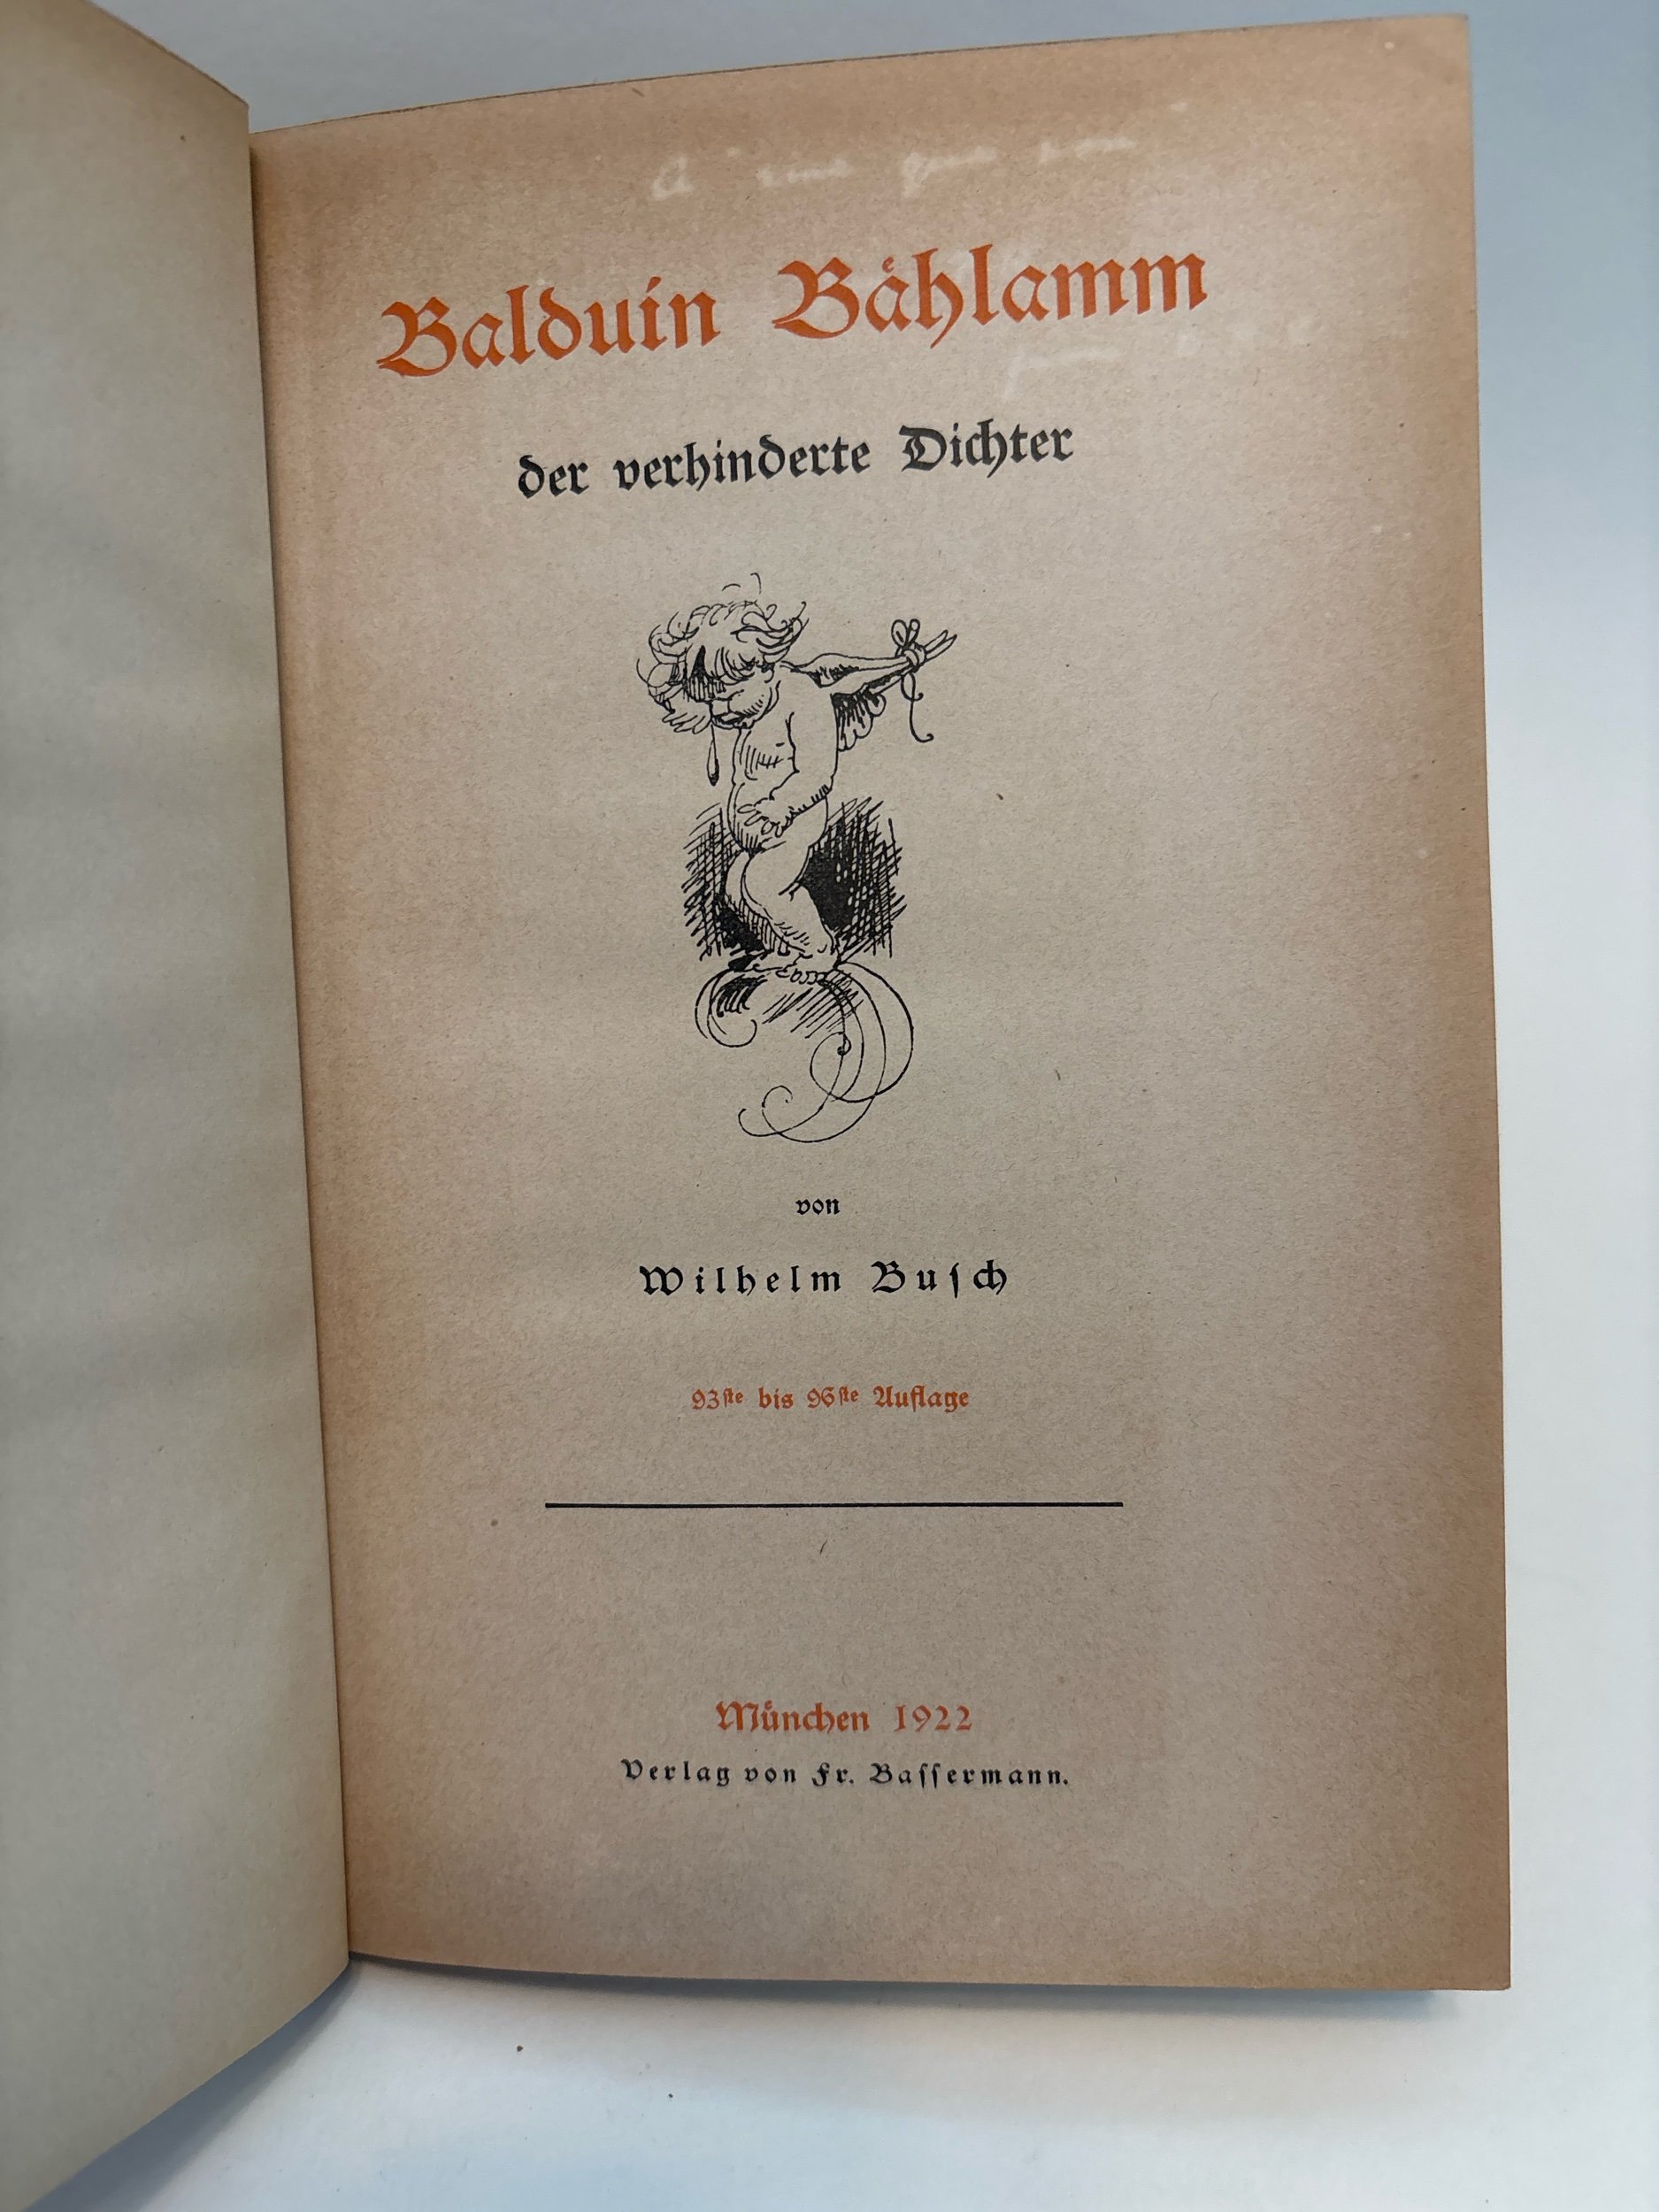 Balduin Bählamm
der verhinderte Dichter
von
Wilhelm Buſch
93ſte bis 96ſte Auflage
München 1922
Verlag von Fr. Baſſermann.